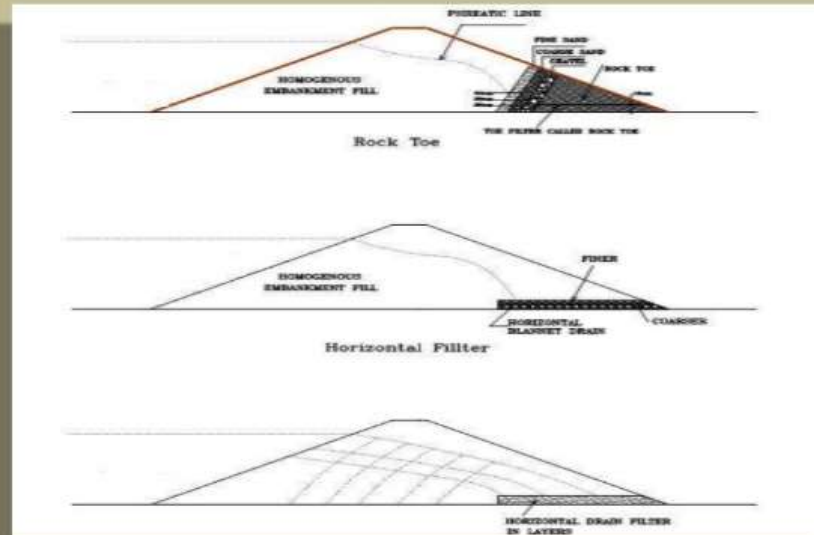 PHREATIC LINE
FINE SAND
COARSE SAND
GRAVEL
ROCK TOE
HOMOGENOUS
EMBANKMENT FILL
TOE FILTER CALLED ROCK TOE
Rock Toe
FINER
HOMOGENOUS
EMBANKMENT FILL
HORIZONTAL
BLANNET DRAIN
COARSER
Horizontal Fillter
HORIZONTAL DRAIN FILTER
IN LAYERS